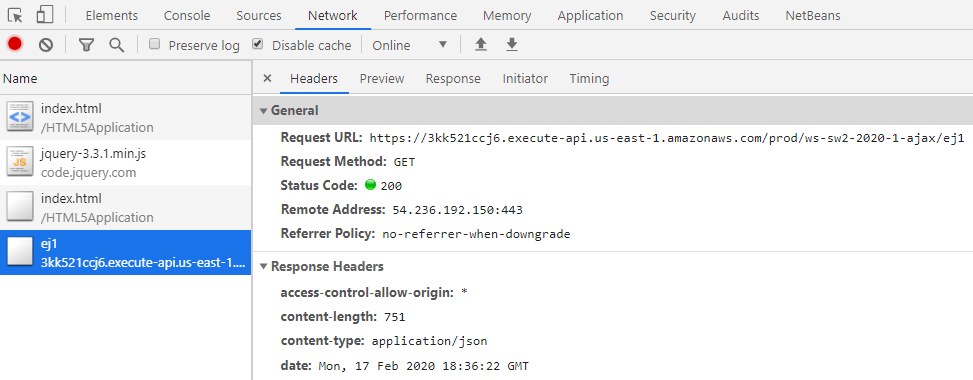 Elements Console Sources Network Performance Memory Application Security Audits NetBeans
Preserve log Disable cache Online
Name
index.html
/HTML5Application
jquery-3.3.1.min.js
code.jquery.com
index.html
/HTML5Application
ej1
3kk521ccj6.execute-api.us-east-1....
× Headers Preview Response Initiator Timing
General
Request URL: https://3kk521ccj6.execute-api.us-east-1.amazonaws.com/prod/ws-sw2-2020-1-ajax/ej1
Request Method: GET
Status Code: 200
Remote Address: 54.236.192.150:443
Referrer Policy: no-referrer-when-downgrade
Response Headers
access-control-allow-origin: *
content-length: 751
content-type: application/json
date: Mon, 17 Feb 2020 18:36:22 GMT